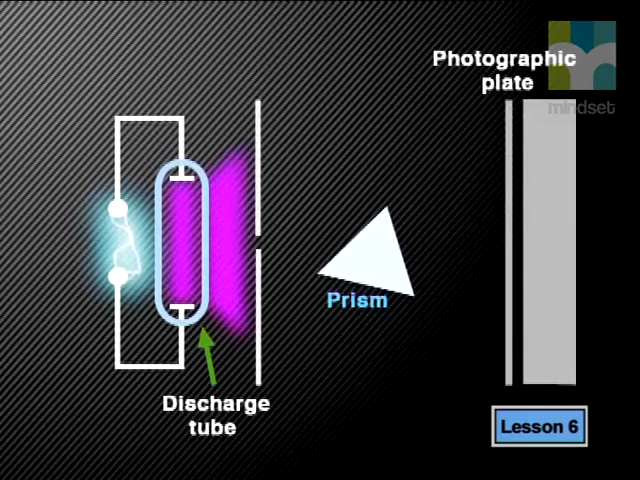 Photographic
plate
mindset
Prism
Discharge
tube
Lesson 6